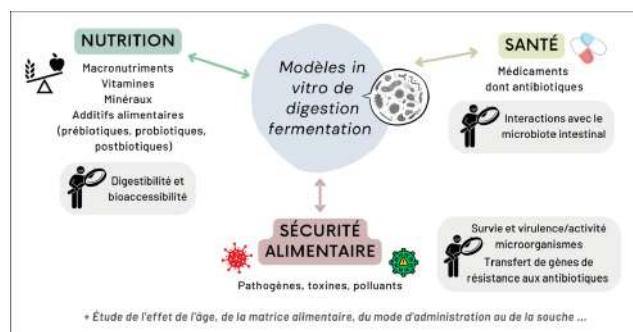 NUTRITION
Macronutriments
Vitamines
Minéraux
Additifs alimentaires
(prébiotiques, probiotiques,
postbiotiques)
Digestibilité et
bioaccessibilité
Modèles in
vitro de
digestion
fermentation
SANTÉ
Médicaments
dont antibiotiques
Interactions avec le
microbiote intestinal
SÉCURITÉ
ALIMENTAIRE
Pathogènes, toxines, polluants
Survie et virulence/activité
microorganismes
Transfert de gènes de
résistance aux antibiotiques
+ Étude de l'effet de l'âge, de la matrice alimentaire, du mode d'administration ou de la souche ...